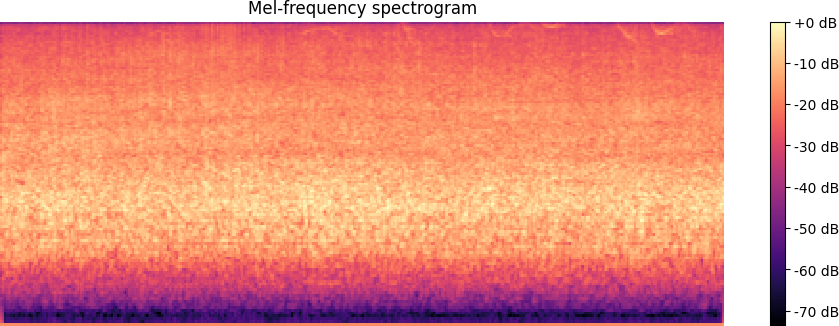 Mel-frequency spectrogram
+0 dB
-10 dB
-20 dB
-30 dB
-40 dB
-50 dB
-60 dB
-70 dB